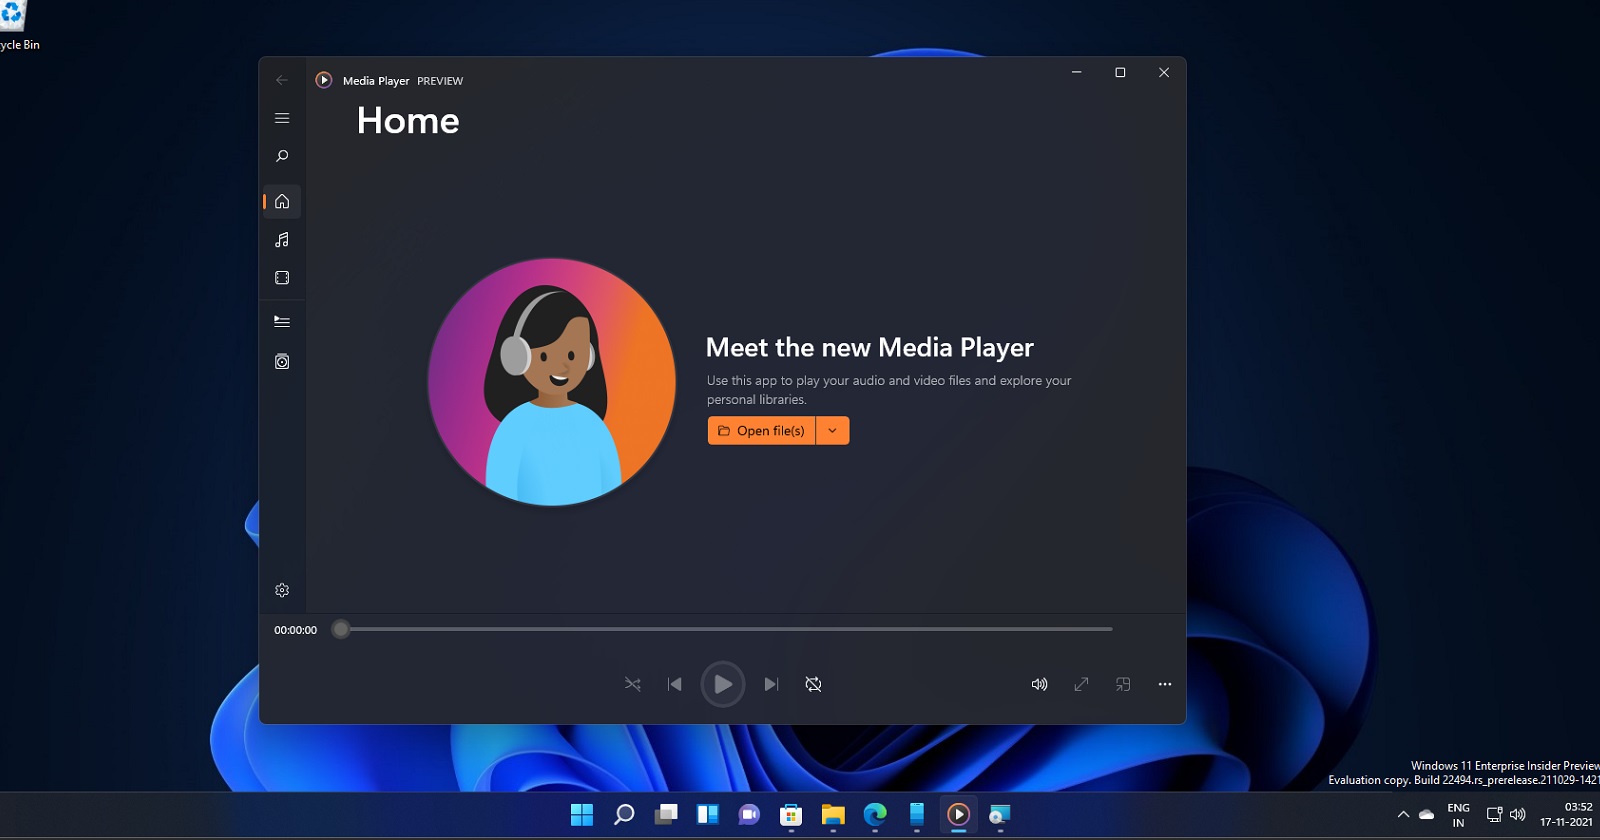 ycle Bin
Media Player PREVIEW
Home
Meet the new Media Player
Use this app to play your audio and video files and explore your
personal libraries.
Open file(s)
00:00:00
Windows 11 Enterprise Insider Preview
Evaluation copy. Build 22494.rs_prerelease.211029-1421
ENG
IN
03:52
17-11-2021